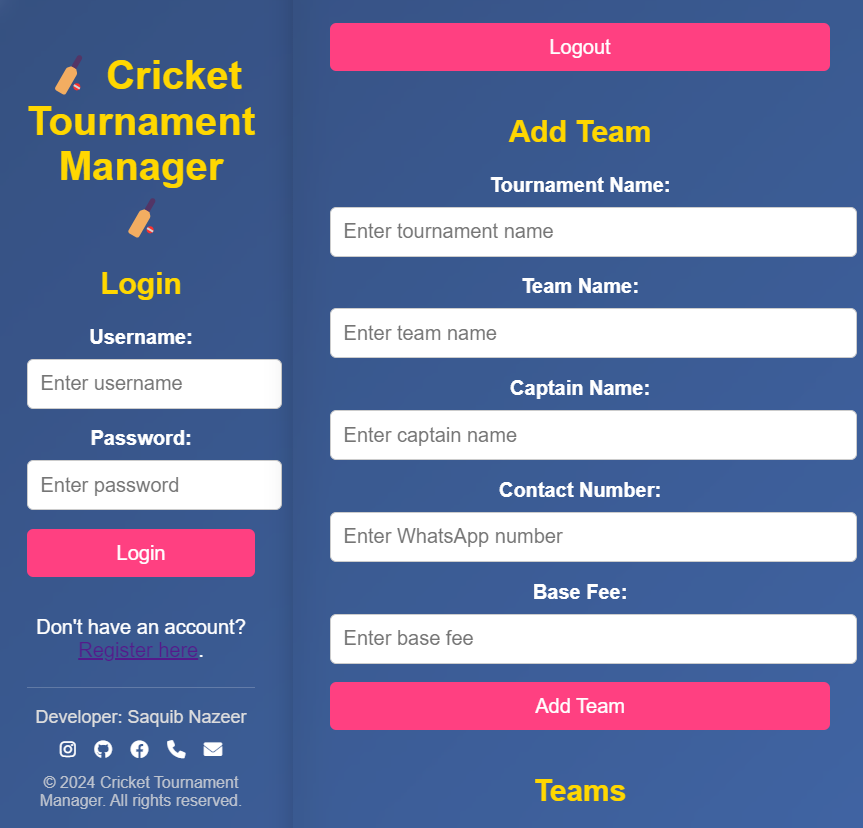 Cricket
Tournament
Manager
Login
Username:
Enter username
Password:
Enter password
Login
Don't have an account?
Register here.
Developer: Saquib Nazeer
© 2024 Cricket Tournament
Manager. All rights reserved.
Logout
Add Team
Tournament Name:
Enter tournament name
Team Name:
Enter team name
Captain Name:
Enter captain name
Contact Number:
Enter WhatsApp number
Base Fee:
Enter base fee
Add Team
Teams